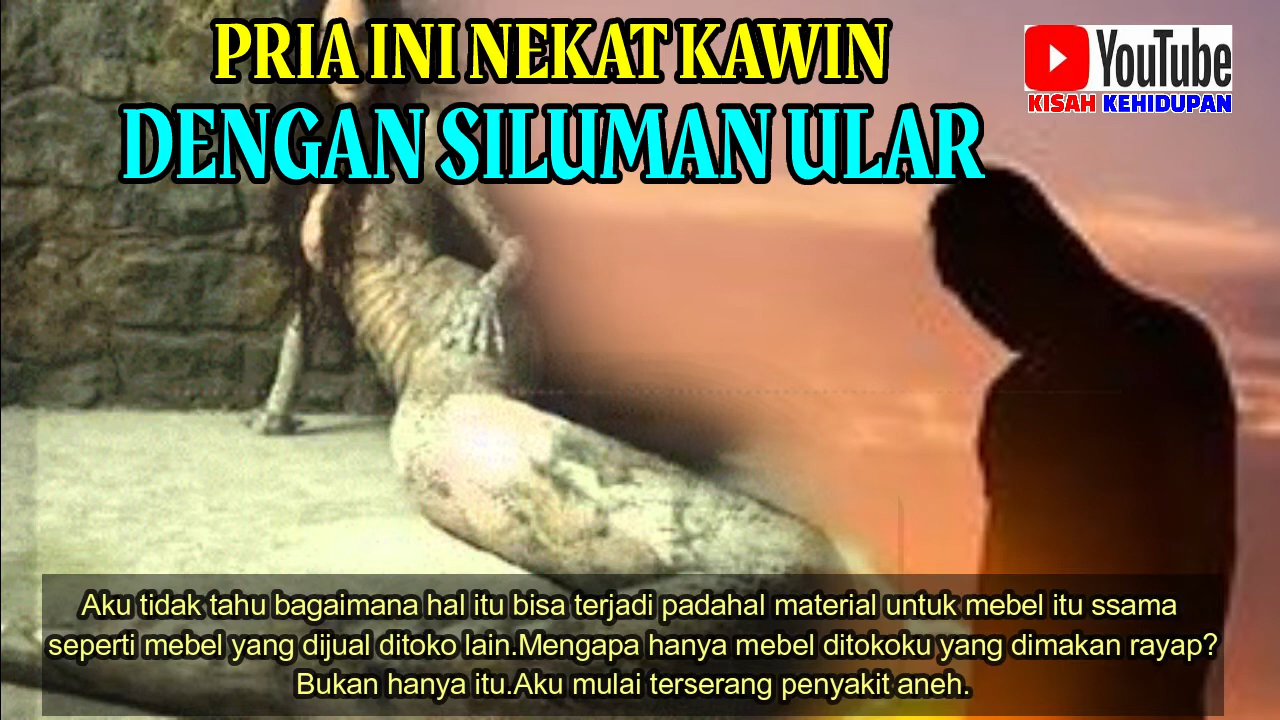 PRIA INI NEKAT KAWIN
DENGAN SILUMAN ULAR
YouTube
KISAH KEHIDUPAN
Aku tidak tahu bagaimana hal itu bisa terjadi padahal material untuk mebel itu ssama
seperti mebel yang dijual ditoko lain.Mengapa hanya mebel ditokoku yang dimakan rayap?
Bukan hanya itu.Aku mulai terserang penyakit aneh.